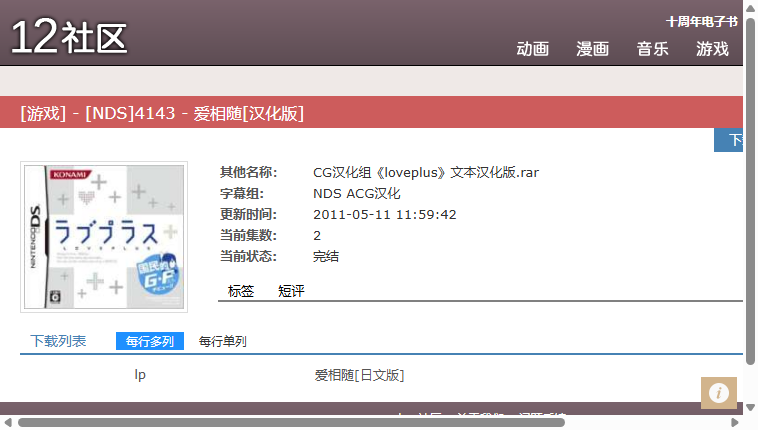 12社区
十周年电子书
动画 漫画 音乐 游戏
[游戏] - [NDS]4143 - 爱相随[汉化版]
下
KONAMI
NINTENDO DS
ラブプラス
LOVEPLUS
国民的
G・F
デビュー
其他名称: CG汉化组《loveplus》文本汉化版.rar
字幕组: NDS ACG汉化
更新时间: 2011-05-11 11:59:42
当前集数: 2
当前状态: 完结
标签 短评
下载列表 每行多列 每行单列
lp 爱相随[日文版]
i